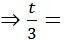 ⇒ t/3 =